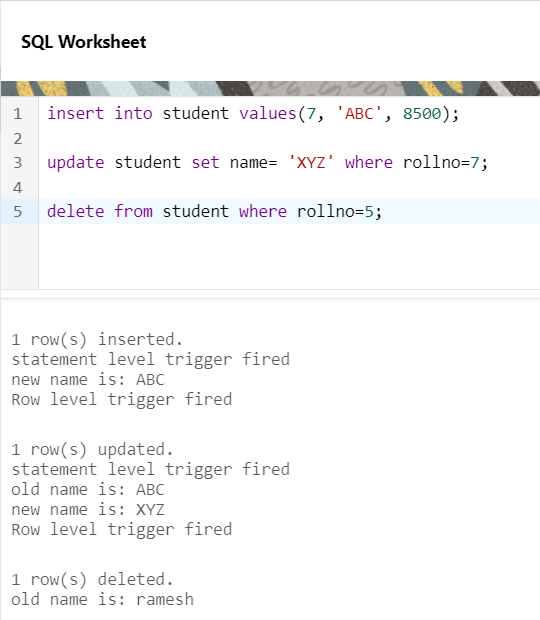 SQL Worksheet
1 insert into student values(7, 'ABC', 8500);
2
3 update student set name= 'XYZ' where rollno=7;
4
5 delete from student where rollno=5;
1 row(s) inserted.
statement level trigger fired
new name is: ABC
Row level trigger fired
1 row(s) updated.
statement level trigger fired
old name is: ABC
new name is: XYZ
Row level trigger fired
1 row(s) deleted.
old name is: ramesh